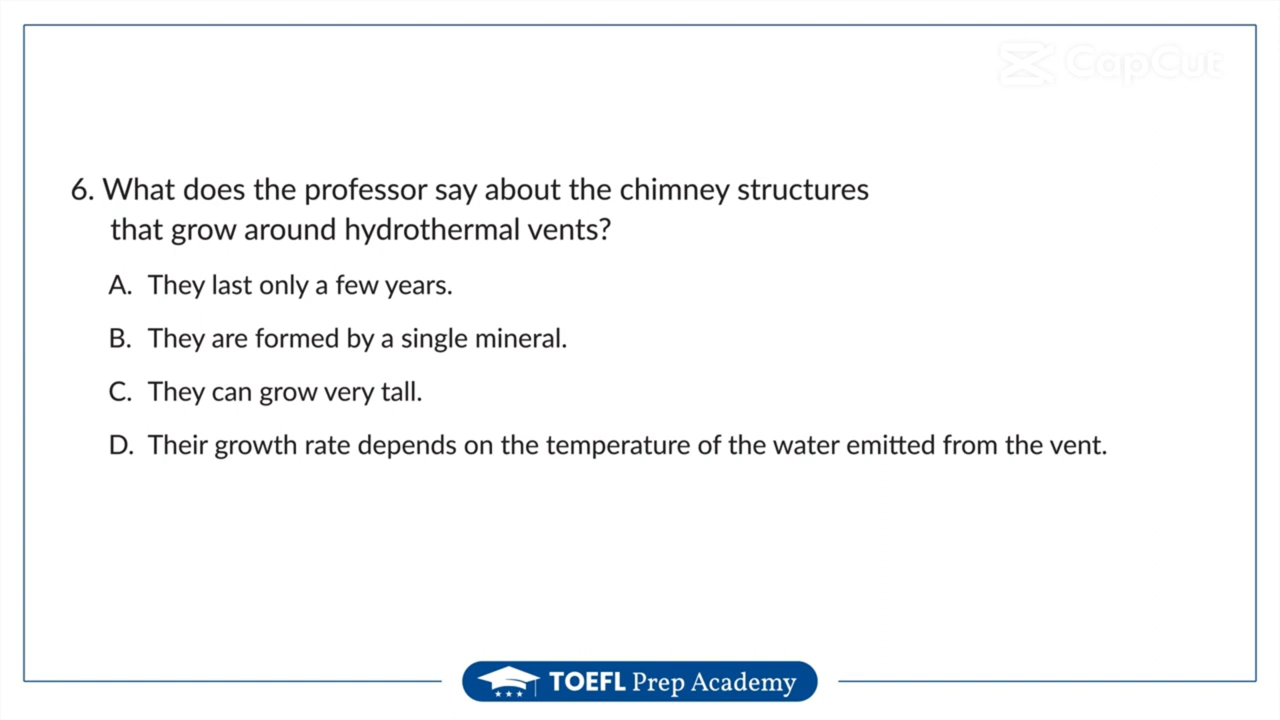 CapCut
6. What does the professor say about the chimney structures
that grow around hydrothermal vents?
A. They last only a few years.
B. They are formed by a single mineral.
C. They can grow very tall.
D. Their growth rate depends on the temperature of the water emitted from the vent.
TOEFL Prep Academy